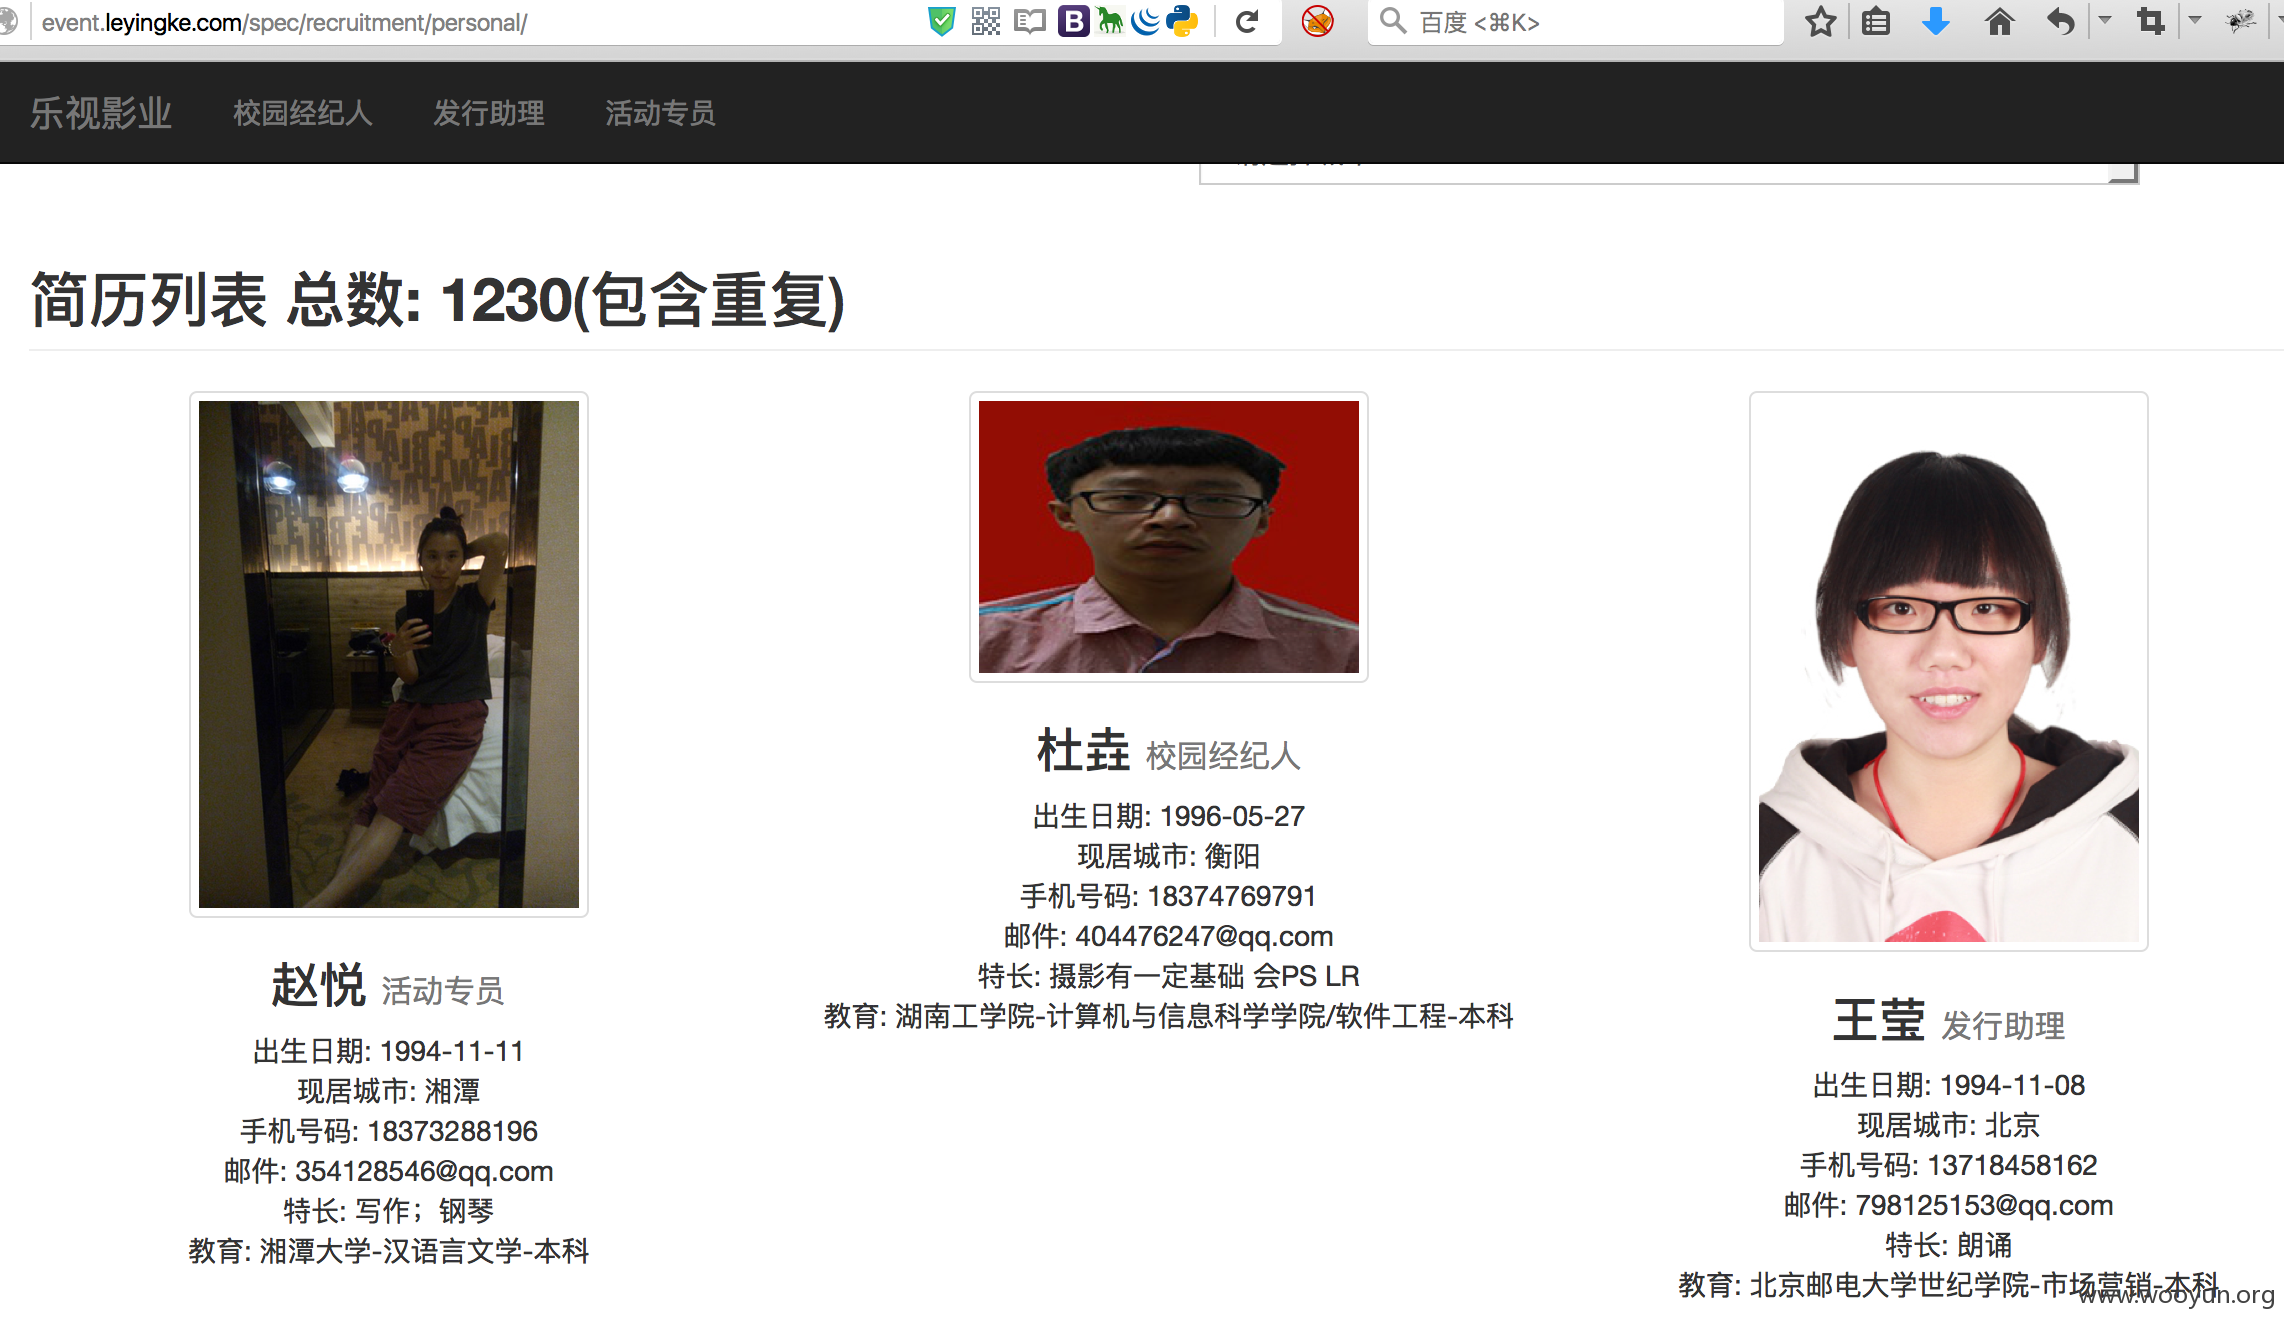 event.leyingke.com/spec/recruitment/personal/
百度 <⌘K>
乐视影业 校园经纪人 发行助理 活动专员
简历列表 总数: 1230(包含重复)
赵悦 活动专员
出生日期: 1994-11-11
现居城市: 湘潭
手机号码: 18373288196
邮件: 354128546@qq.com
特长: 写作；钢琴
教育: 湘潭大学-汉语言文学-本科
杜垚 校园经纪人
出生日期: 1996-05-27
现居城市: 衡阳
手机号码: 18374769791
邮件: 404476247@qq.com
特长: 摄影有一定基础 会PS LR
教育: 湖南工学院-计算机与信息科学学院/软件工程-本科
王莹 发行助理
出生日期: 1994-11-08
现居城市: 北京
手机号码: 13718458162
邮件: 798125153@qq.com
特长: 朗诵
教育: 北京邮电大学世纪学院-市场营销-本科
www.wooyun.org